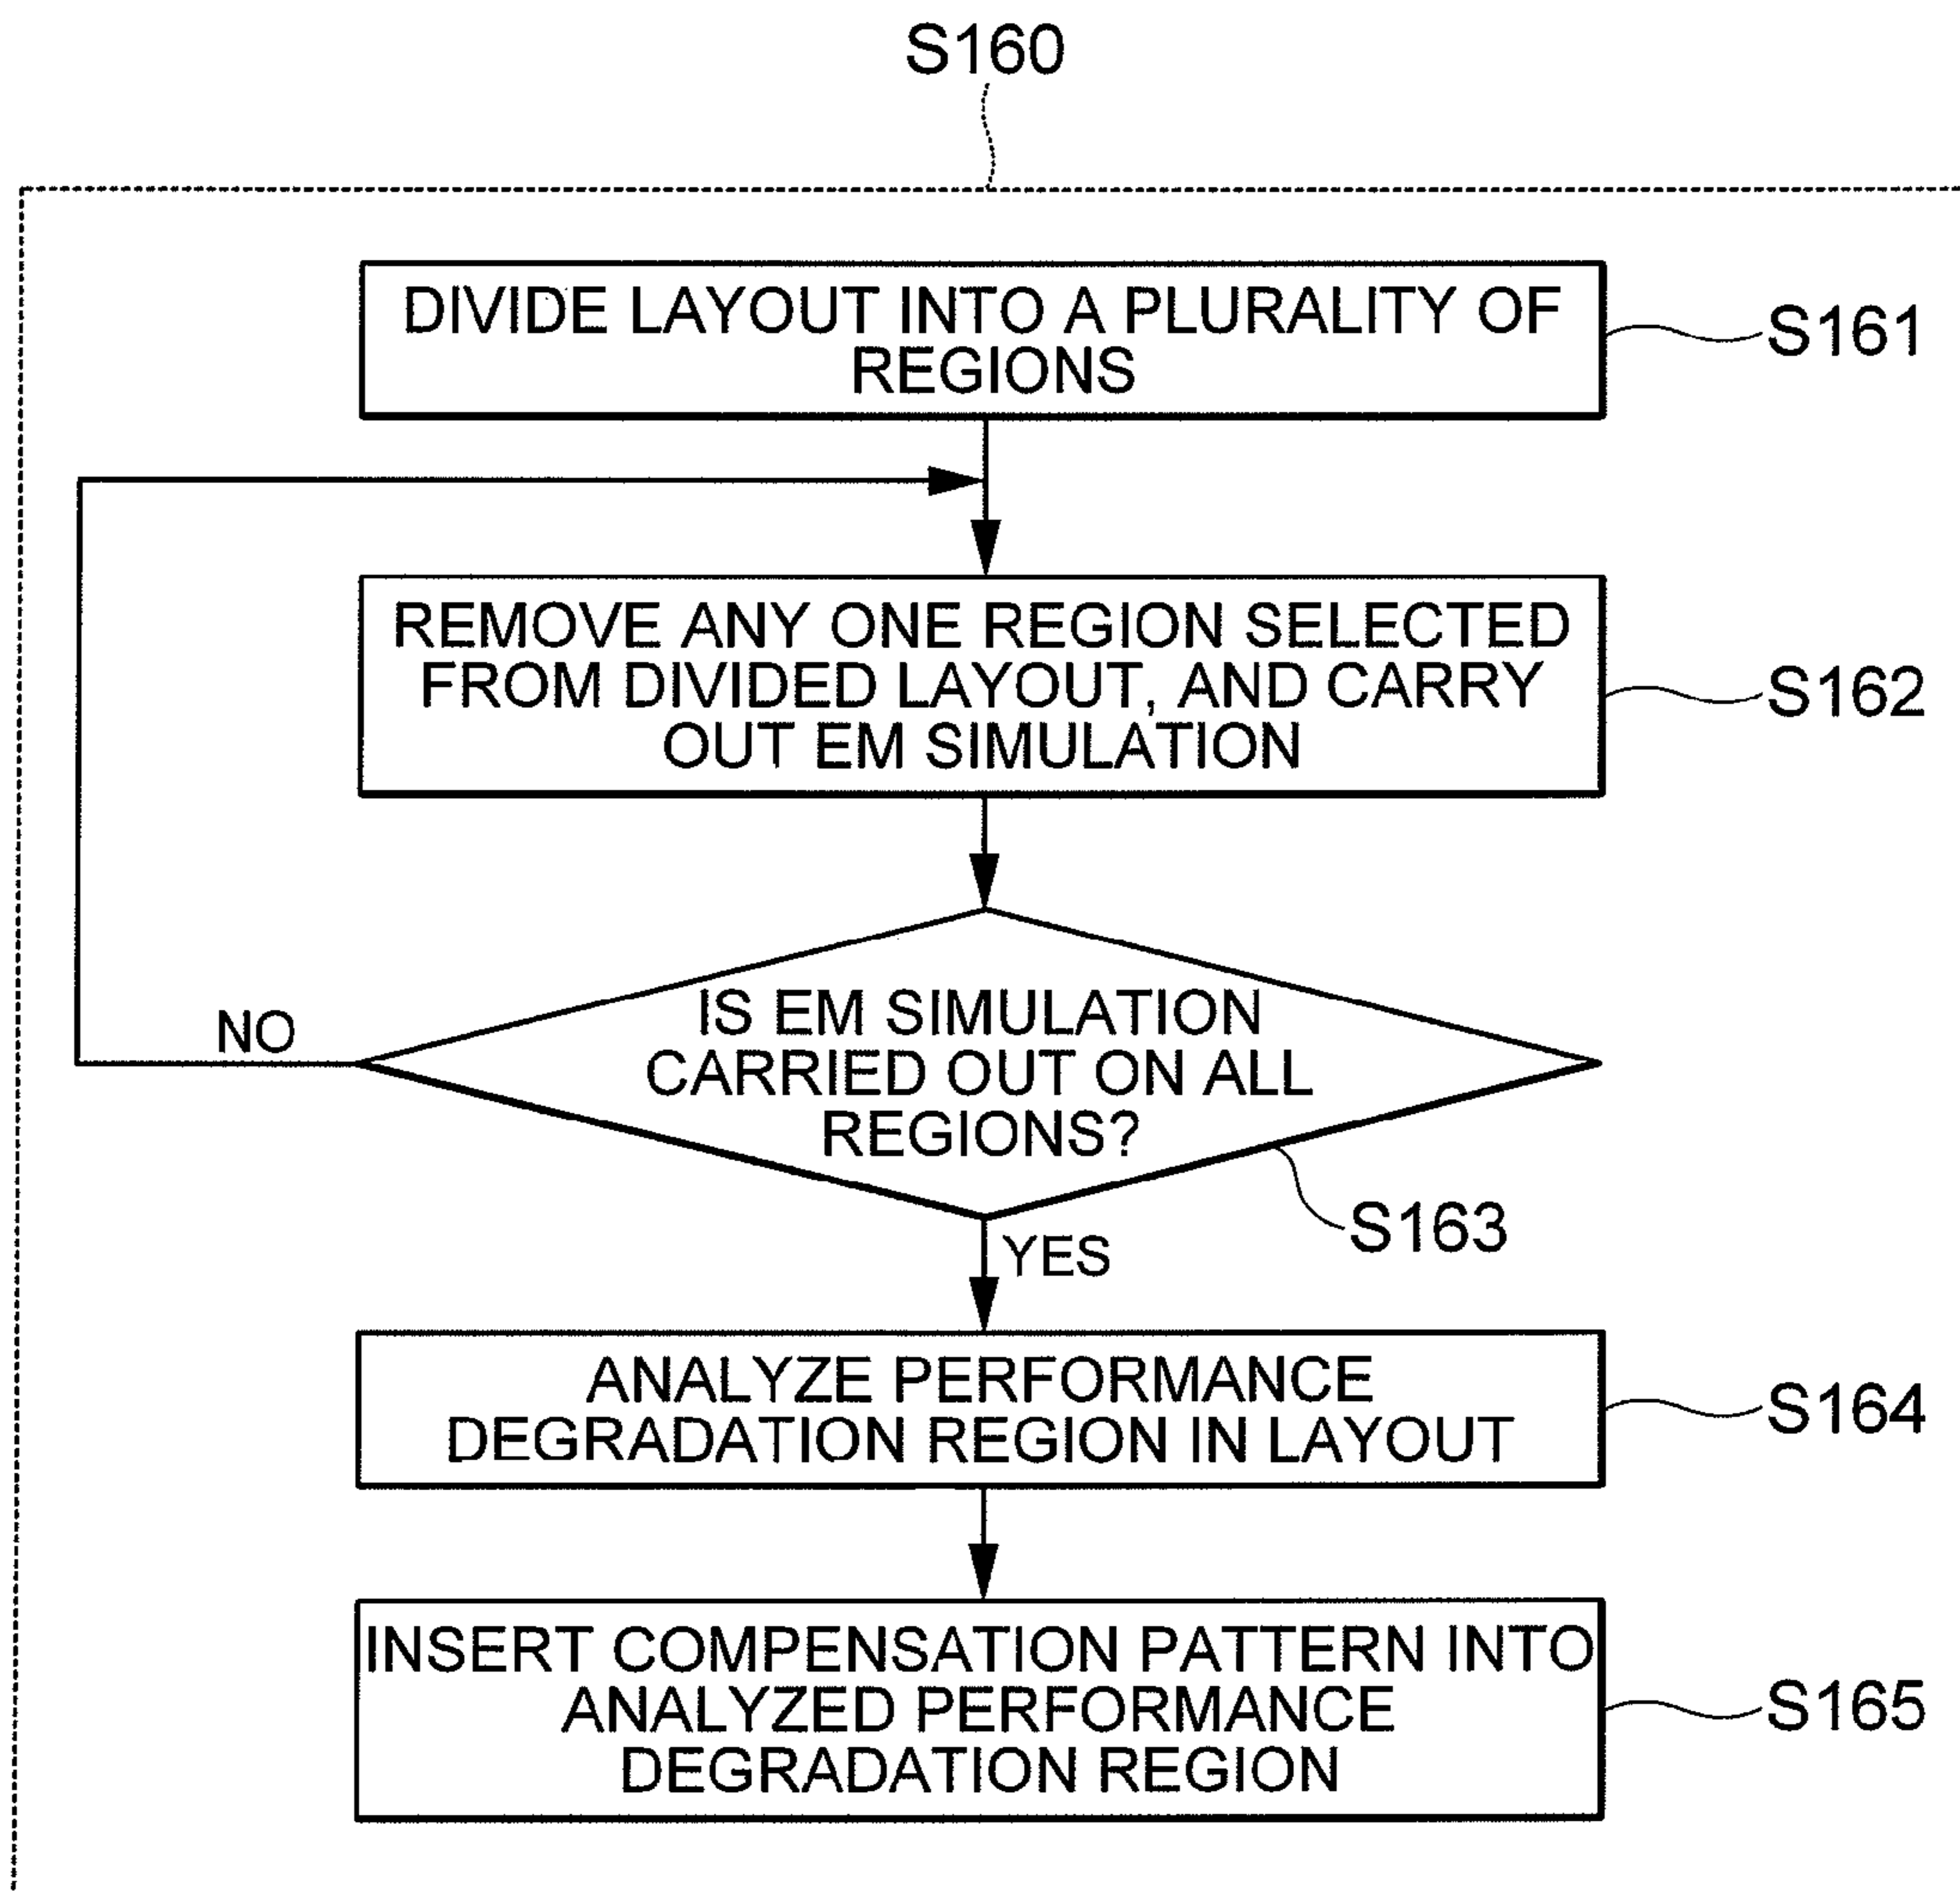 S160
DIVIDE LAYOUT INTO A PLURALITY OF
REGIONS
S161
REMOVE ANY ONE REGION SELECTED
FROM DIVIDED LAYOUT, AND CARRY
OUT EM SIMULATION
S162
IS EM SIMULATION
CARRIED OUT ON ALL
REGIONS?
NO
S163
YES
ANALYZE PERFORMANCE
DEGRADATION REGION IN LAYOUT
S164
INSERT COMPENSATION PATTERN INTO
ANALYZED PERFORMANCE
DEGRADATION REGION
S165